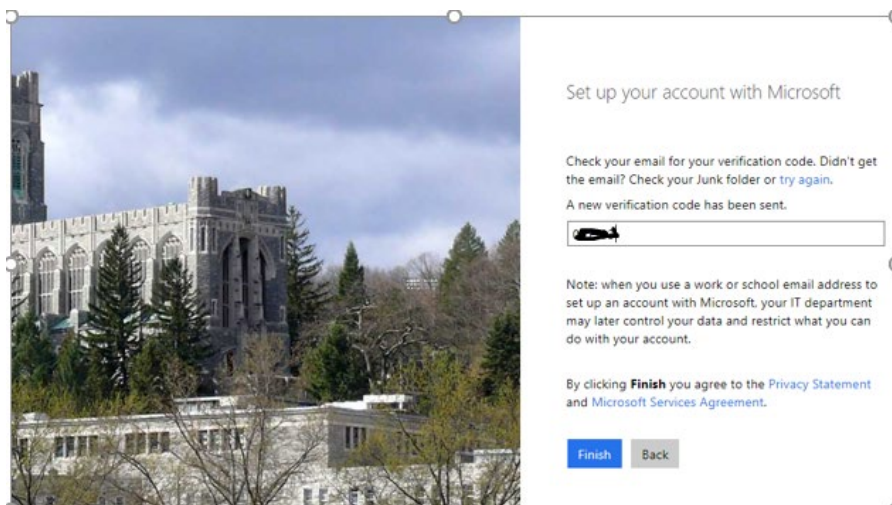 Set up your account with Microsoft
Check your email for your verification code. Didn't get
the email? Check your Junk folder or try again.
A new verification code has been sent.
Note: when you use a work or school email address to
set up an account with Microsoft, your IT department
may later control your data and restrict what you can
do with your account.
By clicking Finish you agree to the Privacy Statement
and Microsoft Services Agreement.
Finish
Back